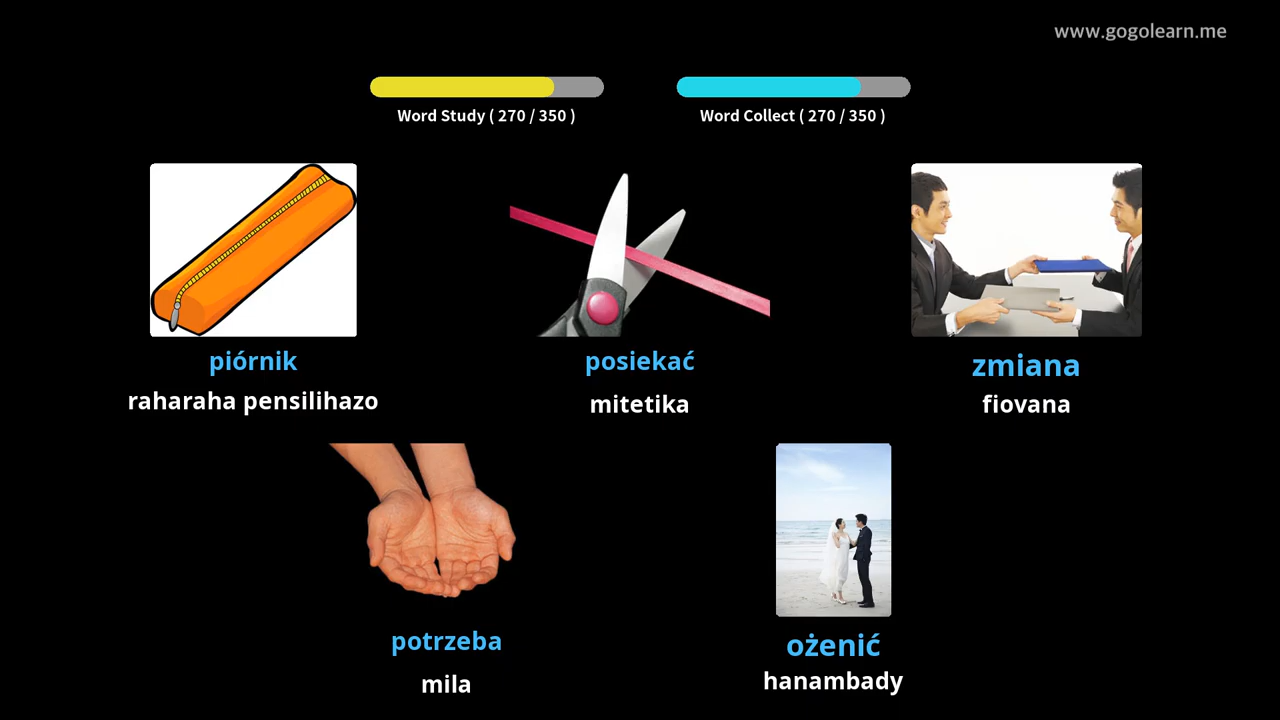 www.gogolearn.me
Word Study ( 270 / 350 )
Word Collect ( 270 / 350 )
piórnik
raharaha pensilihazo
posiekać
mitetika
zmiana
fiovana
potrzeba
mila
ożenić
hanambady